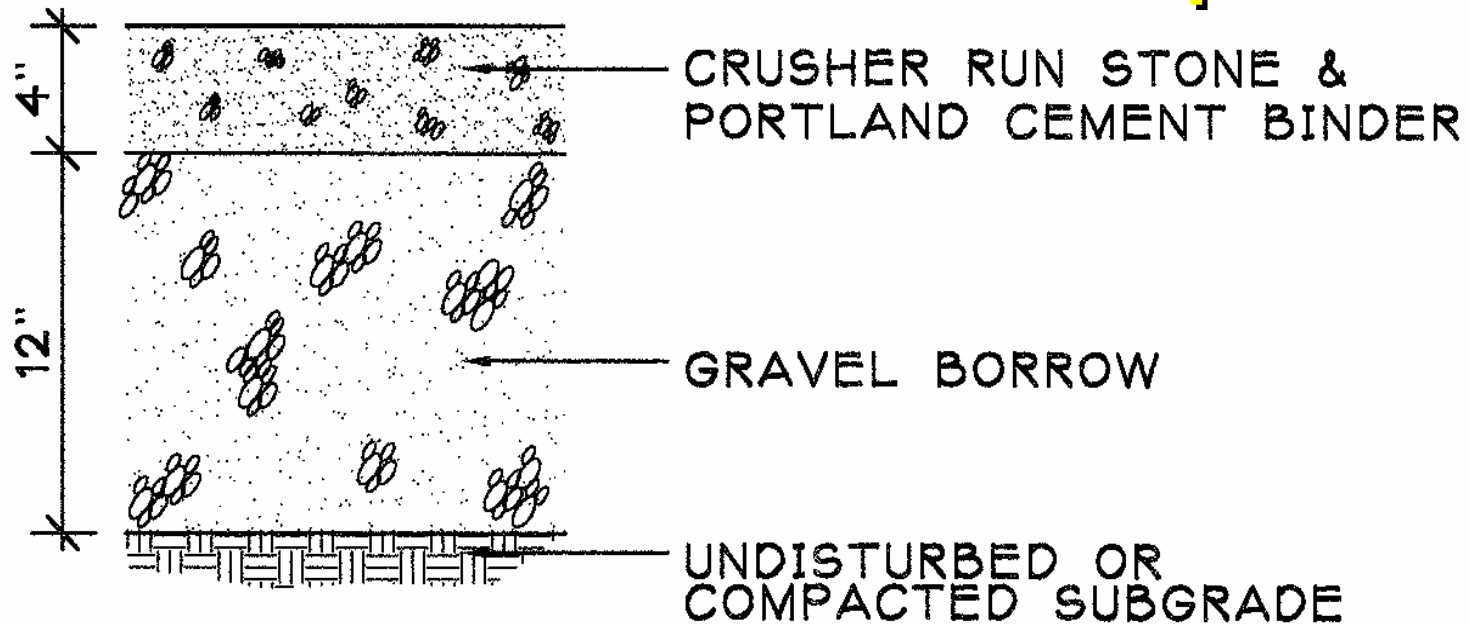 4"
CRUSHER RUN STONE &
PORTLAND CEMENT BINDER
12"
GRAVEL BORROW
UNDISTURBED OR
COMPACTED SUBGRADE